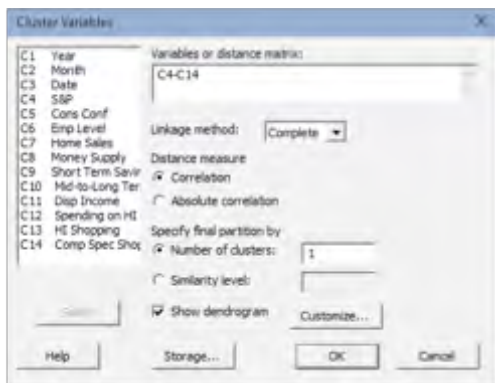 Cluster Variables
C1 Year
C2 Month
C3 Date
C4 S&P
C5 Cons Conf
C6 Emp Level
C7 Home Sales
C8 Money Supply
C9 Short Term Savin
C10 Mid-to-Long Ter
C11 Disp Income
C12 Spending on HI
C13 HI Shopping
C14 Comp Spec Shop
Variables or distance matrix:
C4-C14
Linkage method: Complete
Distance measure
Correlation
Absolute correlation
Specify final partition by
Number of clusters: 1
Similarity level:
Show dendrogram
Customize...
Select
Help
Storage...
OK
Cancel